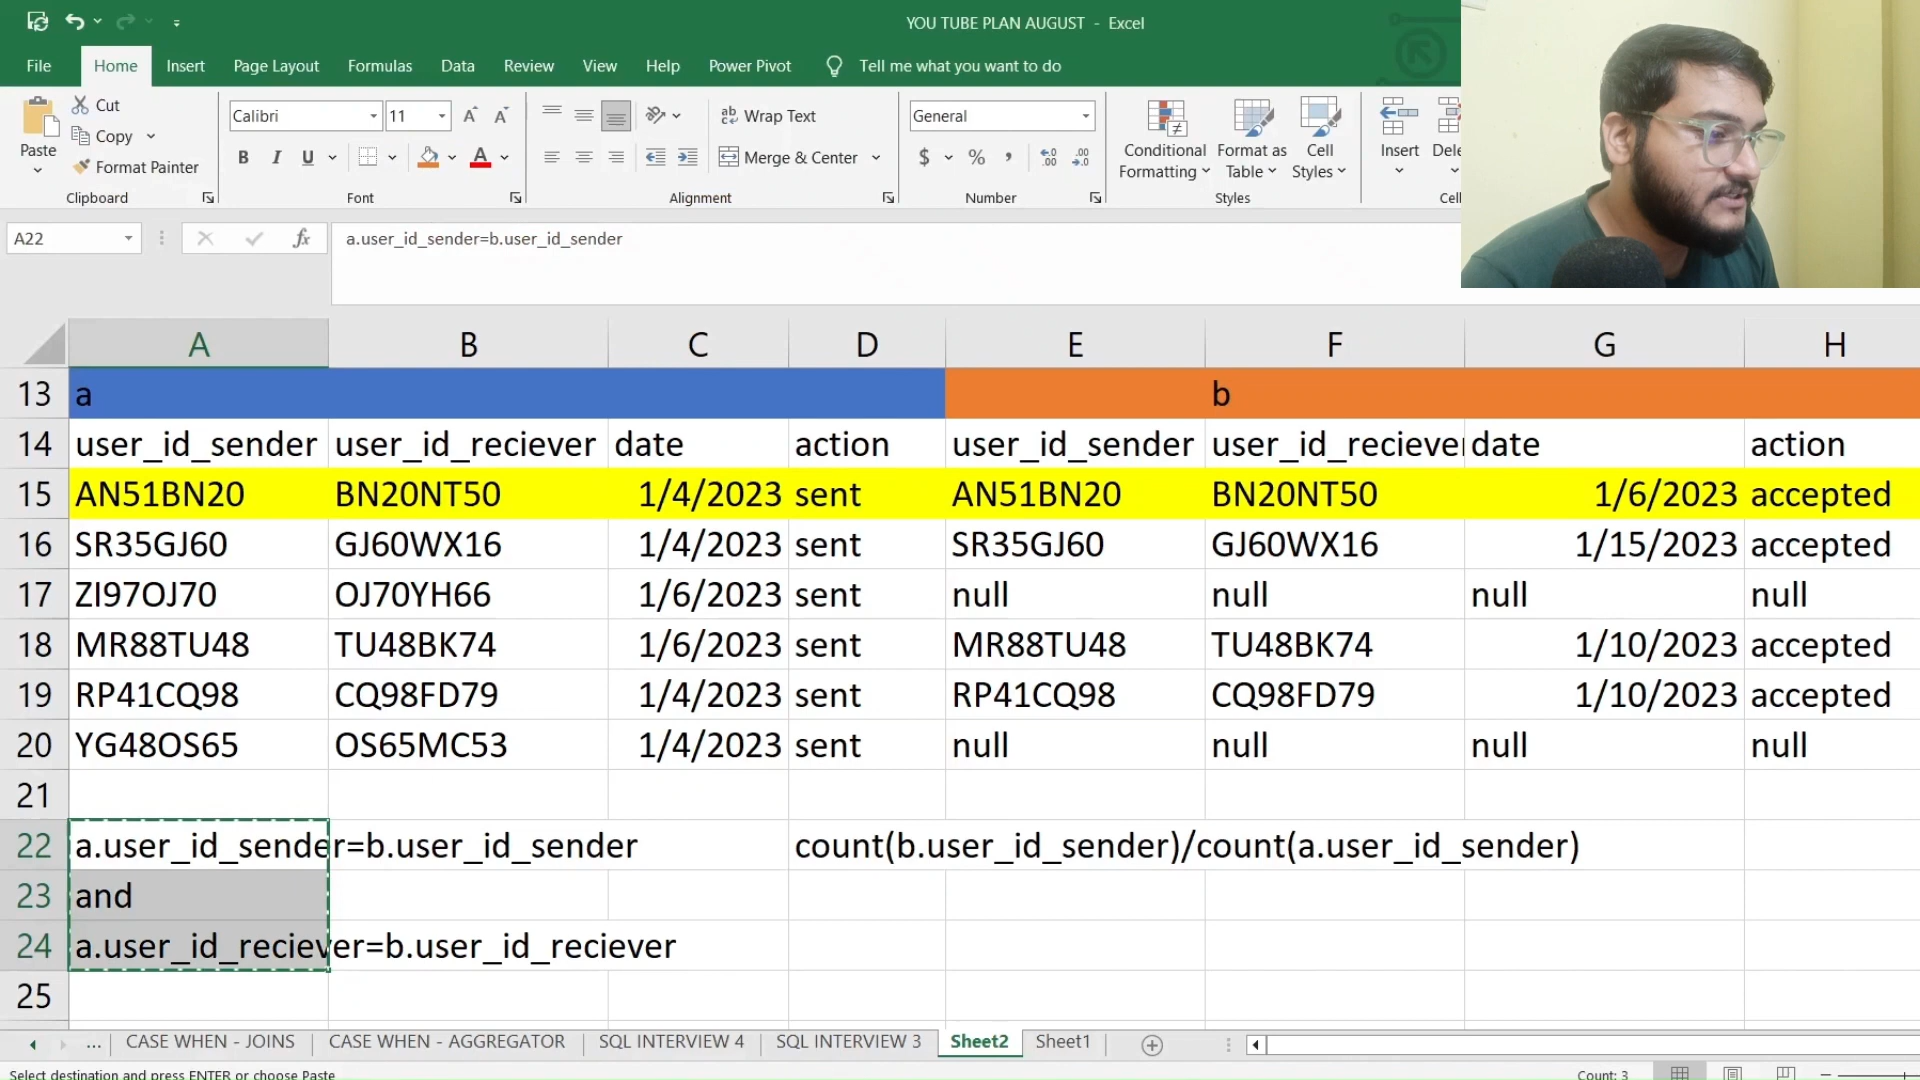 YOU TUBE PLAN AUGUST - Excel
File Home Insert Page Layout Formulas Data Review View Help Power Pivot Tell me what you want to do
Paste
Cut
Copy
Format Painter
Clipboard
Calibri 11
B I U A
Font
ab Wrap Text
Merge & Center
Alignment
General
$ %
Number
Conditional Formatting
Format as Table
Cell Styles
Styles
Insert
A22 fx a.user_id_sender=b.user_id_sender
A B C D E F G H
13 a b
14 user_id_sender user_id_reciever date action user_id_sender user_id_reciever date action
15 AN51BN20 BN20NT50 1/4/2023 sent AN51BN20 BN20NT50 1/6/2023 accepted
16 SR35GJ60 GJ60WX16 1/4/2023 sent SR35GJ60 GJ60WX16 1/15/2023 accepted
17 ZI97OJ70 OJ70YH66 1/6/2023 sent null null null null
18 MR88TU48 TU48BK74 1/6/2023 sent MR88TU48 TU48BK74 1/10/2023 accepted
19 RP41CQ98 CQ98FD79 1/4/2023 sent RP41CQ98 CQ98FD79 1/10/2023 accepted
20 YG48OS65 OS65MC53 1/4/2023 sent null null null null
21
22 a.user_id_sender=b.user_id_sender count(b.user_id_sender)/count(a.user_id_sender)
23 and
24 a.user_id_reciever=b.user_id_reciever
25
... CASE WHEN - JOINS CASE WHEN - AGGREGATOR SQL INTERVIEW 4 SQL INTERVIEW 3 Sheet2 Sheet1
Select destination and press ENTER or choose Paste Count: 3